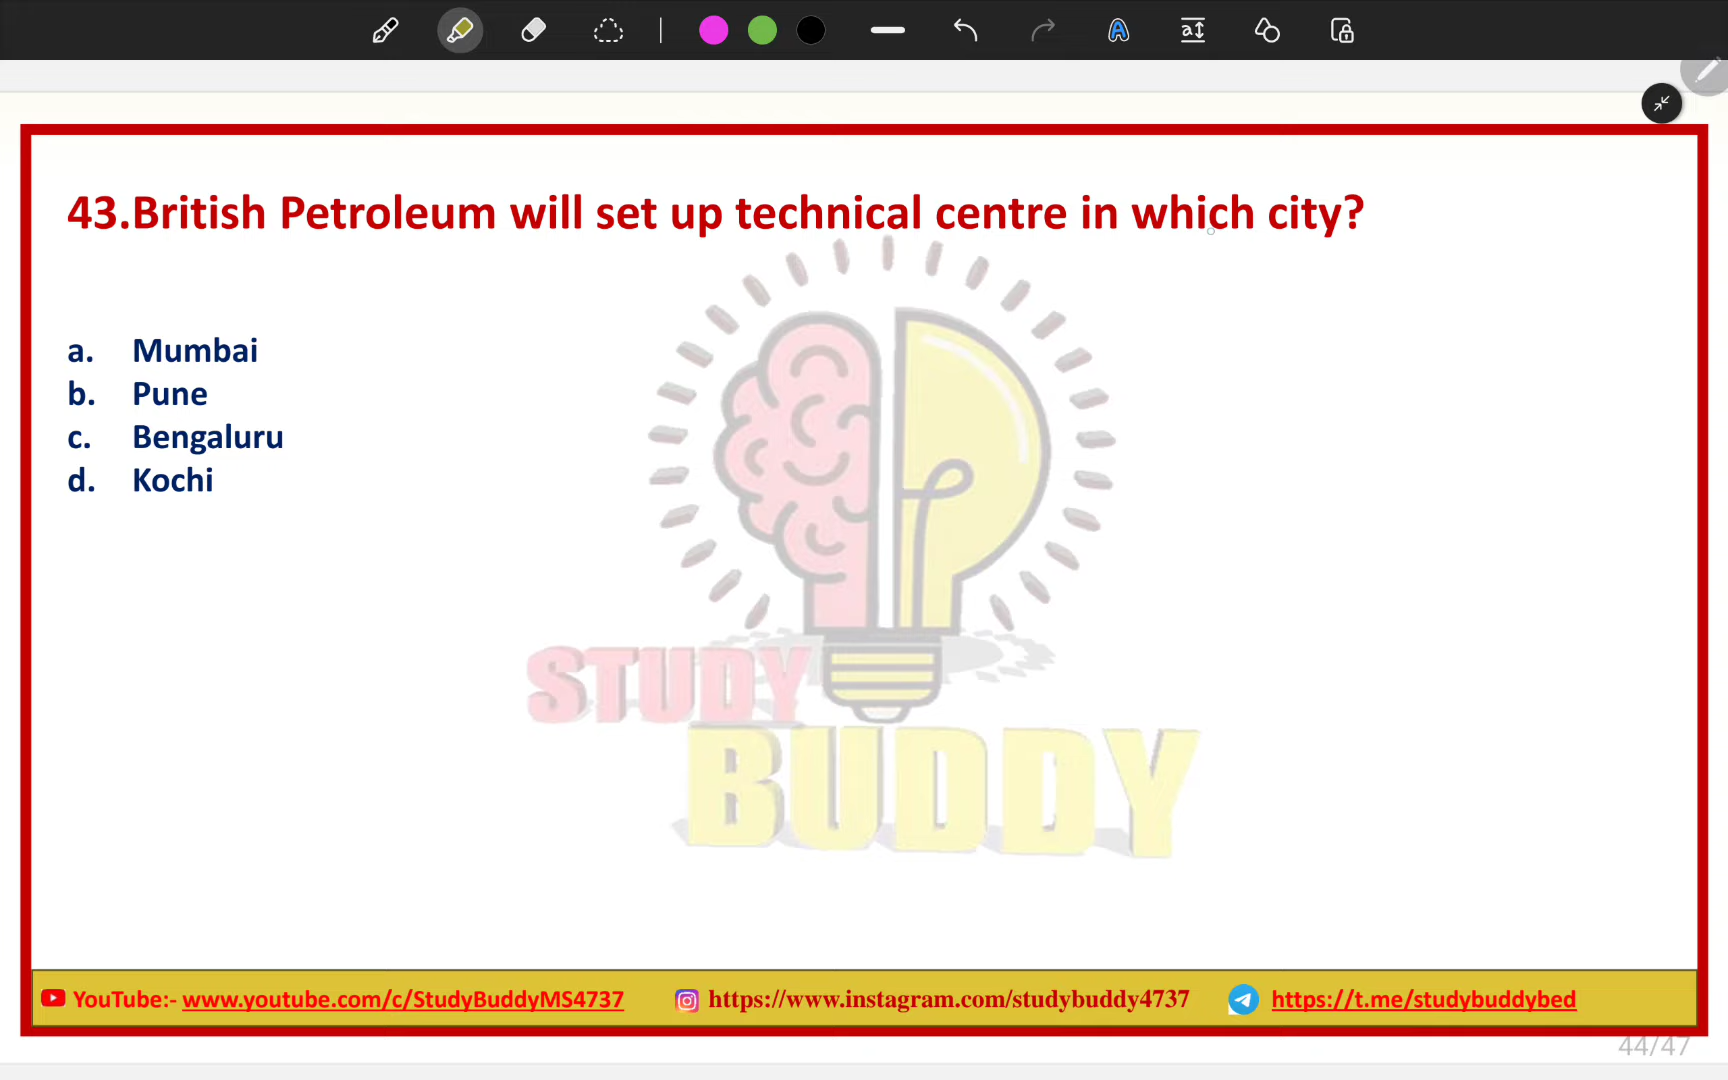 43.British Petroleum will set up technical centre in which city?
a. Mumbai
b. Pune
c. Bengaluru
d. Kochi
STUDY
BUDDY
YouTube:- www.youtube.com/c/StudyBuddyMS4737 https://www.instagram.com/studybuddy4737 https://t.me/studybuddybed
44/47